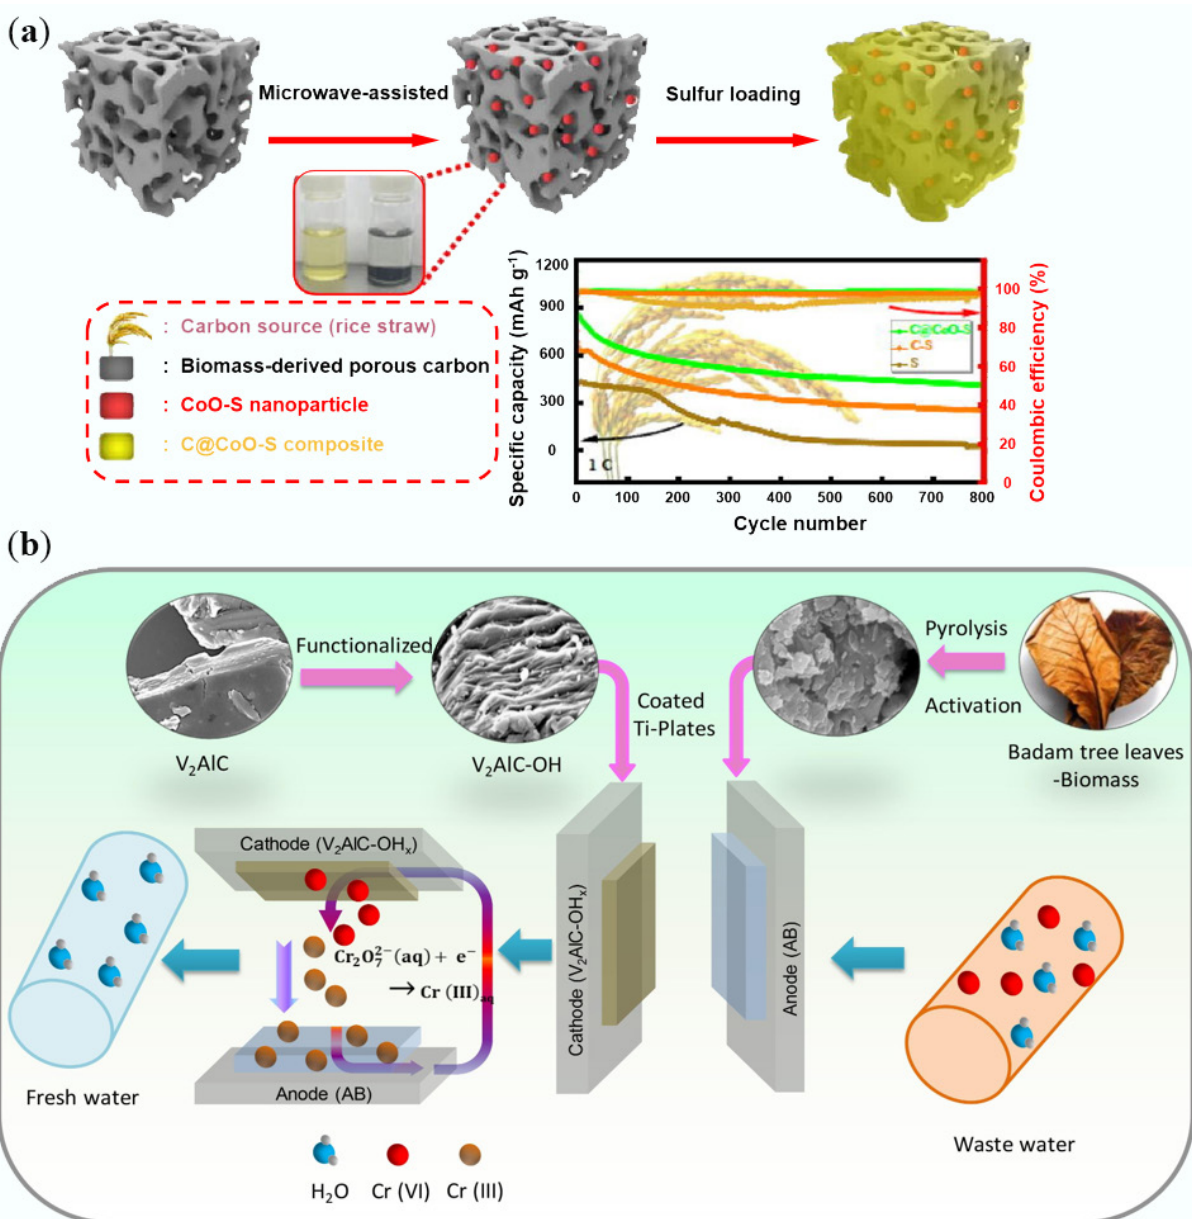 (a)
Microwave-assisted
Sulfur loading
: Carbon source (rice straw)
: Biomass-derived porous carbon
: CoO-S nanoparticle
: C@CoO-S composite
Specific capacity (mAh g⁻¹)
1200
900
600
300
0
C@CoO-S
C-S
S
1 C
0 100 200 300 400 500 600 700 800
Cycle number
100
80
60
40
20
0
Coulombic efficiency (%)
(b)
Functionalized
V₂AlC
V₂AlC-OH
Coated
Ti-Plates
Pyrolysis
Activation
Badam tree leaves
-Biomass
Cathode (V₂AlC-OHₓ)
Cr₂O₇²⁻(aq) + e⁻
→ Cr (III)aq
Anode (AB)
Cathode (V₂AlC-OHₓ)
Anode (AB)
Fresh water
Waste water
H₂O Cr (VI) Cr (III)